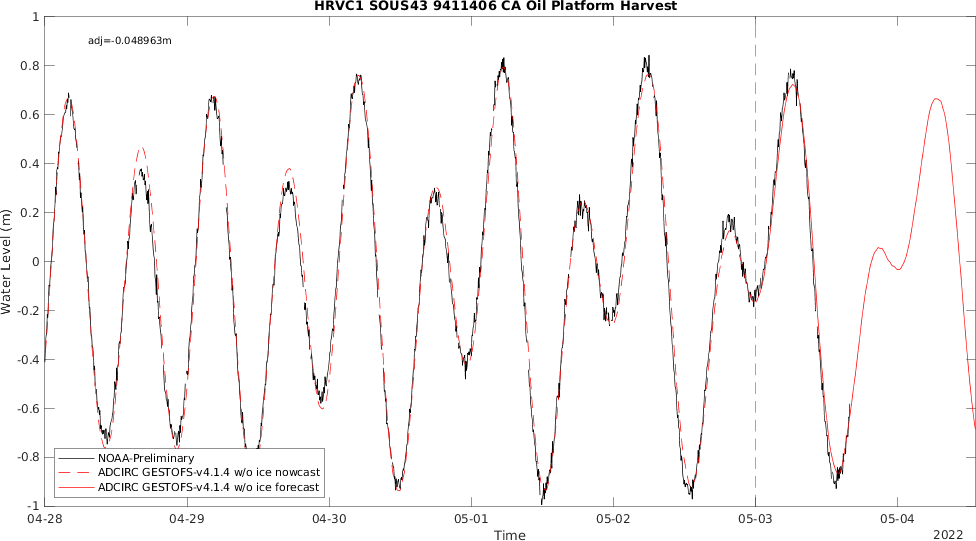 HRVC1 SOUS43 9411406 CA Oil Platform Harvest
adj=-0.048963m
Water Level (m)
1
0.8
0.6
0.4
0.2
0
-0.2
-0.4
-0.6
-0.8
-1
NOAA-Preliminary
ADCIRC GESTOFS-v4.1.4 w/o ice nowcast
ADCIRC GESTOFS-v4.1.4 w/o ice forecast
04-28 04-29 04-30 05-01 05-02 05-03 05-04
Time
2022